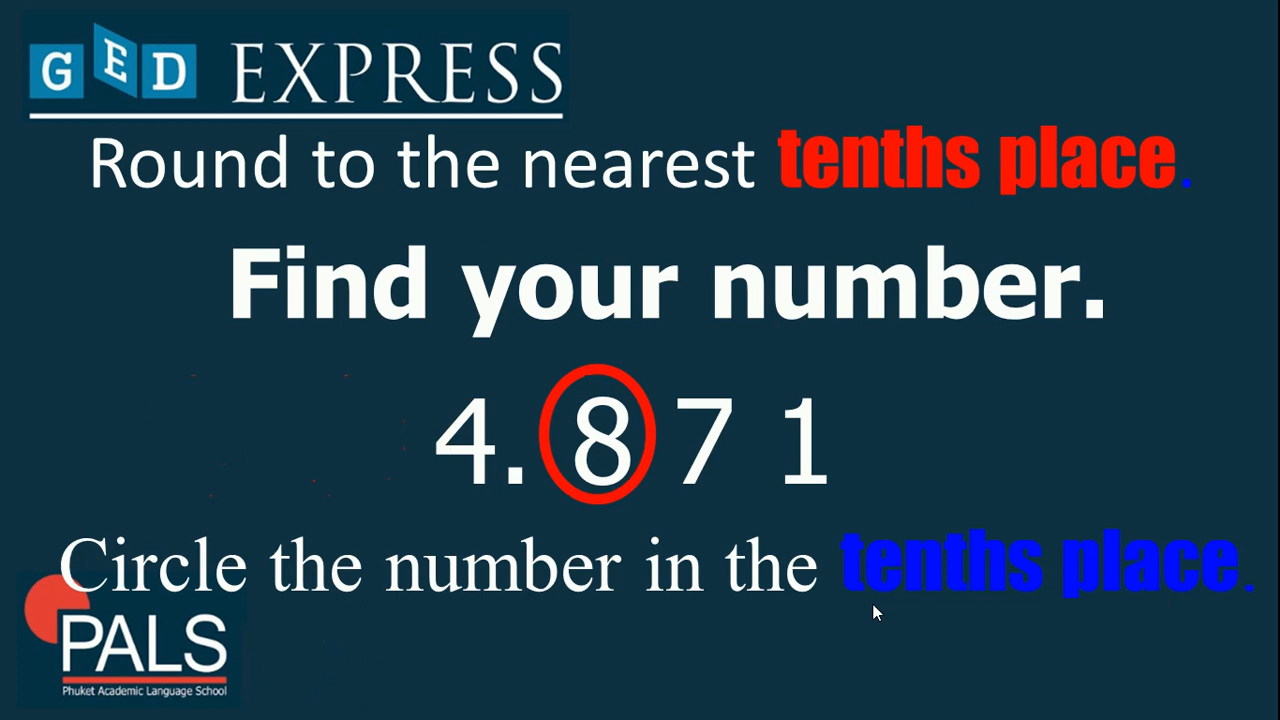 GED EXPRESS
Round to the nearest tenths place.
Find your number.
4. 8 7 1
Circle the number in the tenths place.
PALS
Phuket Academic Language School